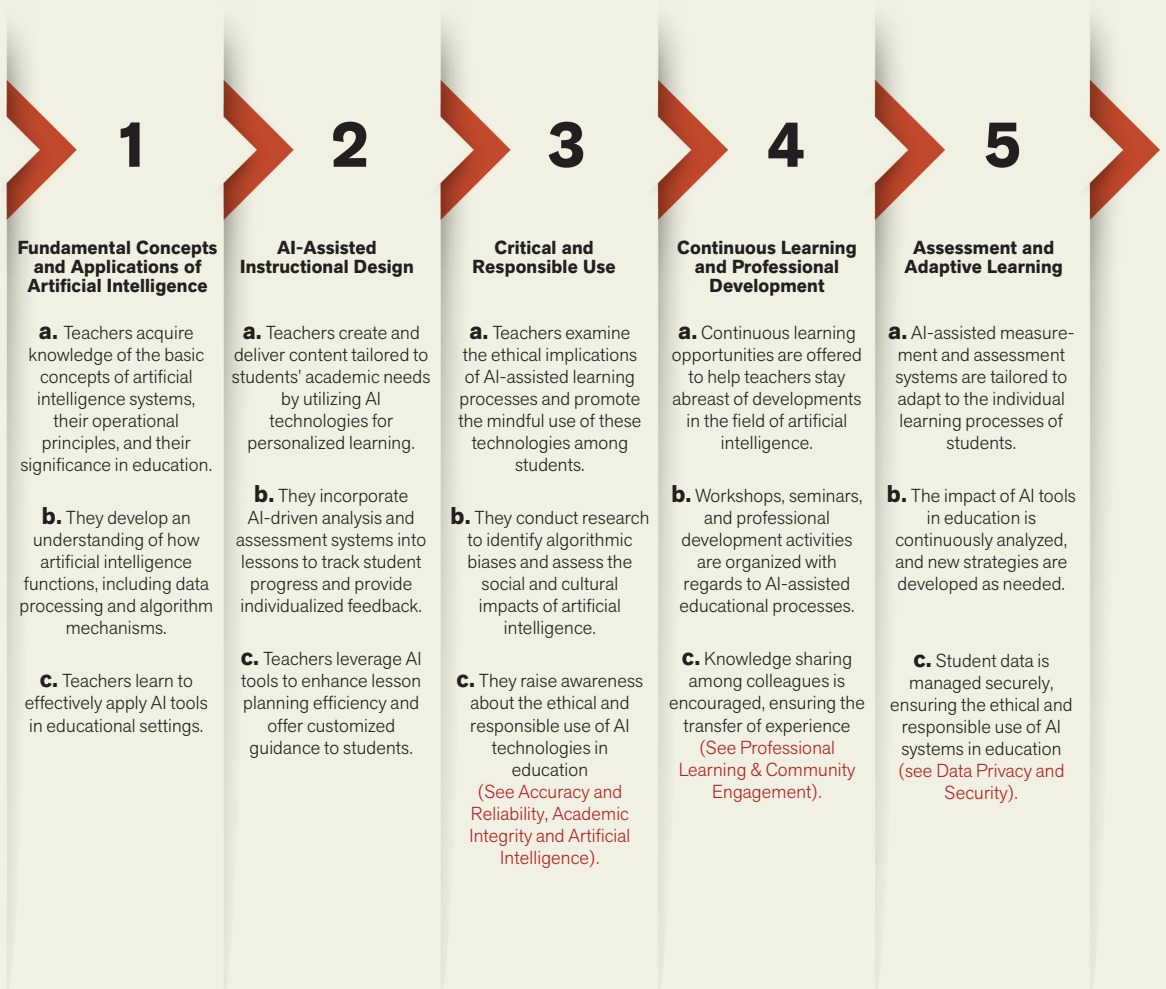 1
Fundamental Concepts
and Applications of
Artificial Intelligence
a. Teachers acquire
knowledge of the basic
concepts of artificial
intelligence systems,
their operational
principles, and their
significance in education.
b. They develop an
understanding of how
artificial intelligence
functions, including data
processing and algorithm
mechanisms.
c. Teachers learn to
effectively apply AI tools
in educational settings.
2
AI-Assisted
Instructional Design
a. Teachers create and
deliver content tailored to
students’ academic needs
by utilizing AI
technologies for
personalized learning.
b. They incorporate
AI-driven analysis and
assessment systems into
lessons to track student
progress and provide
individualized feedback.
c. Teachers leverage AI
tools to enhance lesson
planning efficiency and
offer customized
guidance to students.
3
Critical and
Responsible Use
a. Teachers examine
the ethical implications
of AI-assisted learning
processes and promote
the mindful use of these
technologies among
students.
b. They conduct research
to identify algorithmic
biases and assess the
social and cultural
impacts of artificial
intelligence.
c. They raise awareness
about the ethical and
responsible use of AI
technologies in
education
(See Accuracy and
Reliability, Academic
Integrity and Artificial
Intelligence).
4
Continuous Learning
and Professional
Development
a. Continuous learning
opportunities are offered
to help teachers stay
abreast of developments
in the field of artificial
intelligence.
b. Workshops, seminars,
and professional
development activities
are organized with
regards to AI-assisted
educational processes.
c. Knowledge sharing
among colleagues is
encouraged, ensuring the
transfer of experience
(See Professional
Learning & Community
Engagement).
5
Assessment and
Adaptive Learning
a. AI-assisted measure-
ment and assessment
systems are tailored to
adapt to the individual
learning processes of
students.
b. The impact of AI tools
in education is
continuously analyzed,
and new strategies are
developed as needed.
c. Student data is
managed securely,
ensuring the ethical and
responsible use of AI
systems in education
(see Data Privacy and
Security).